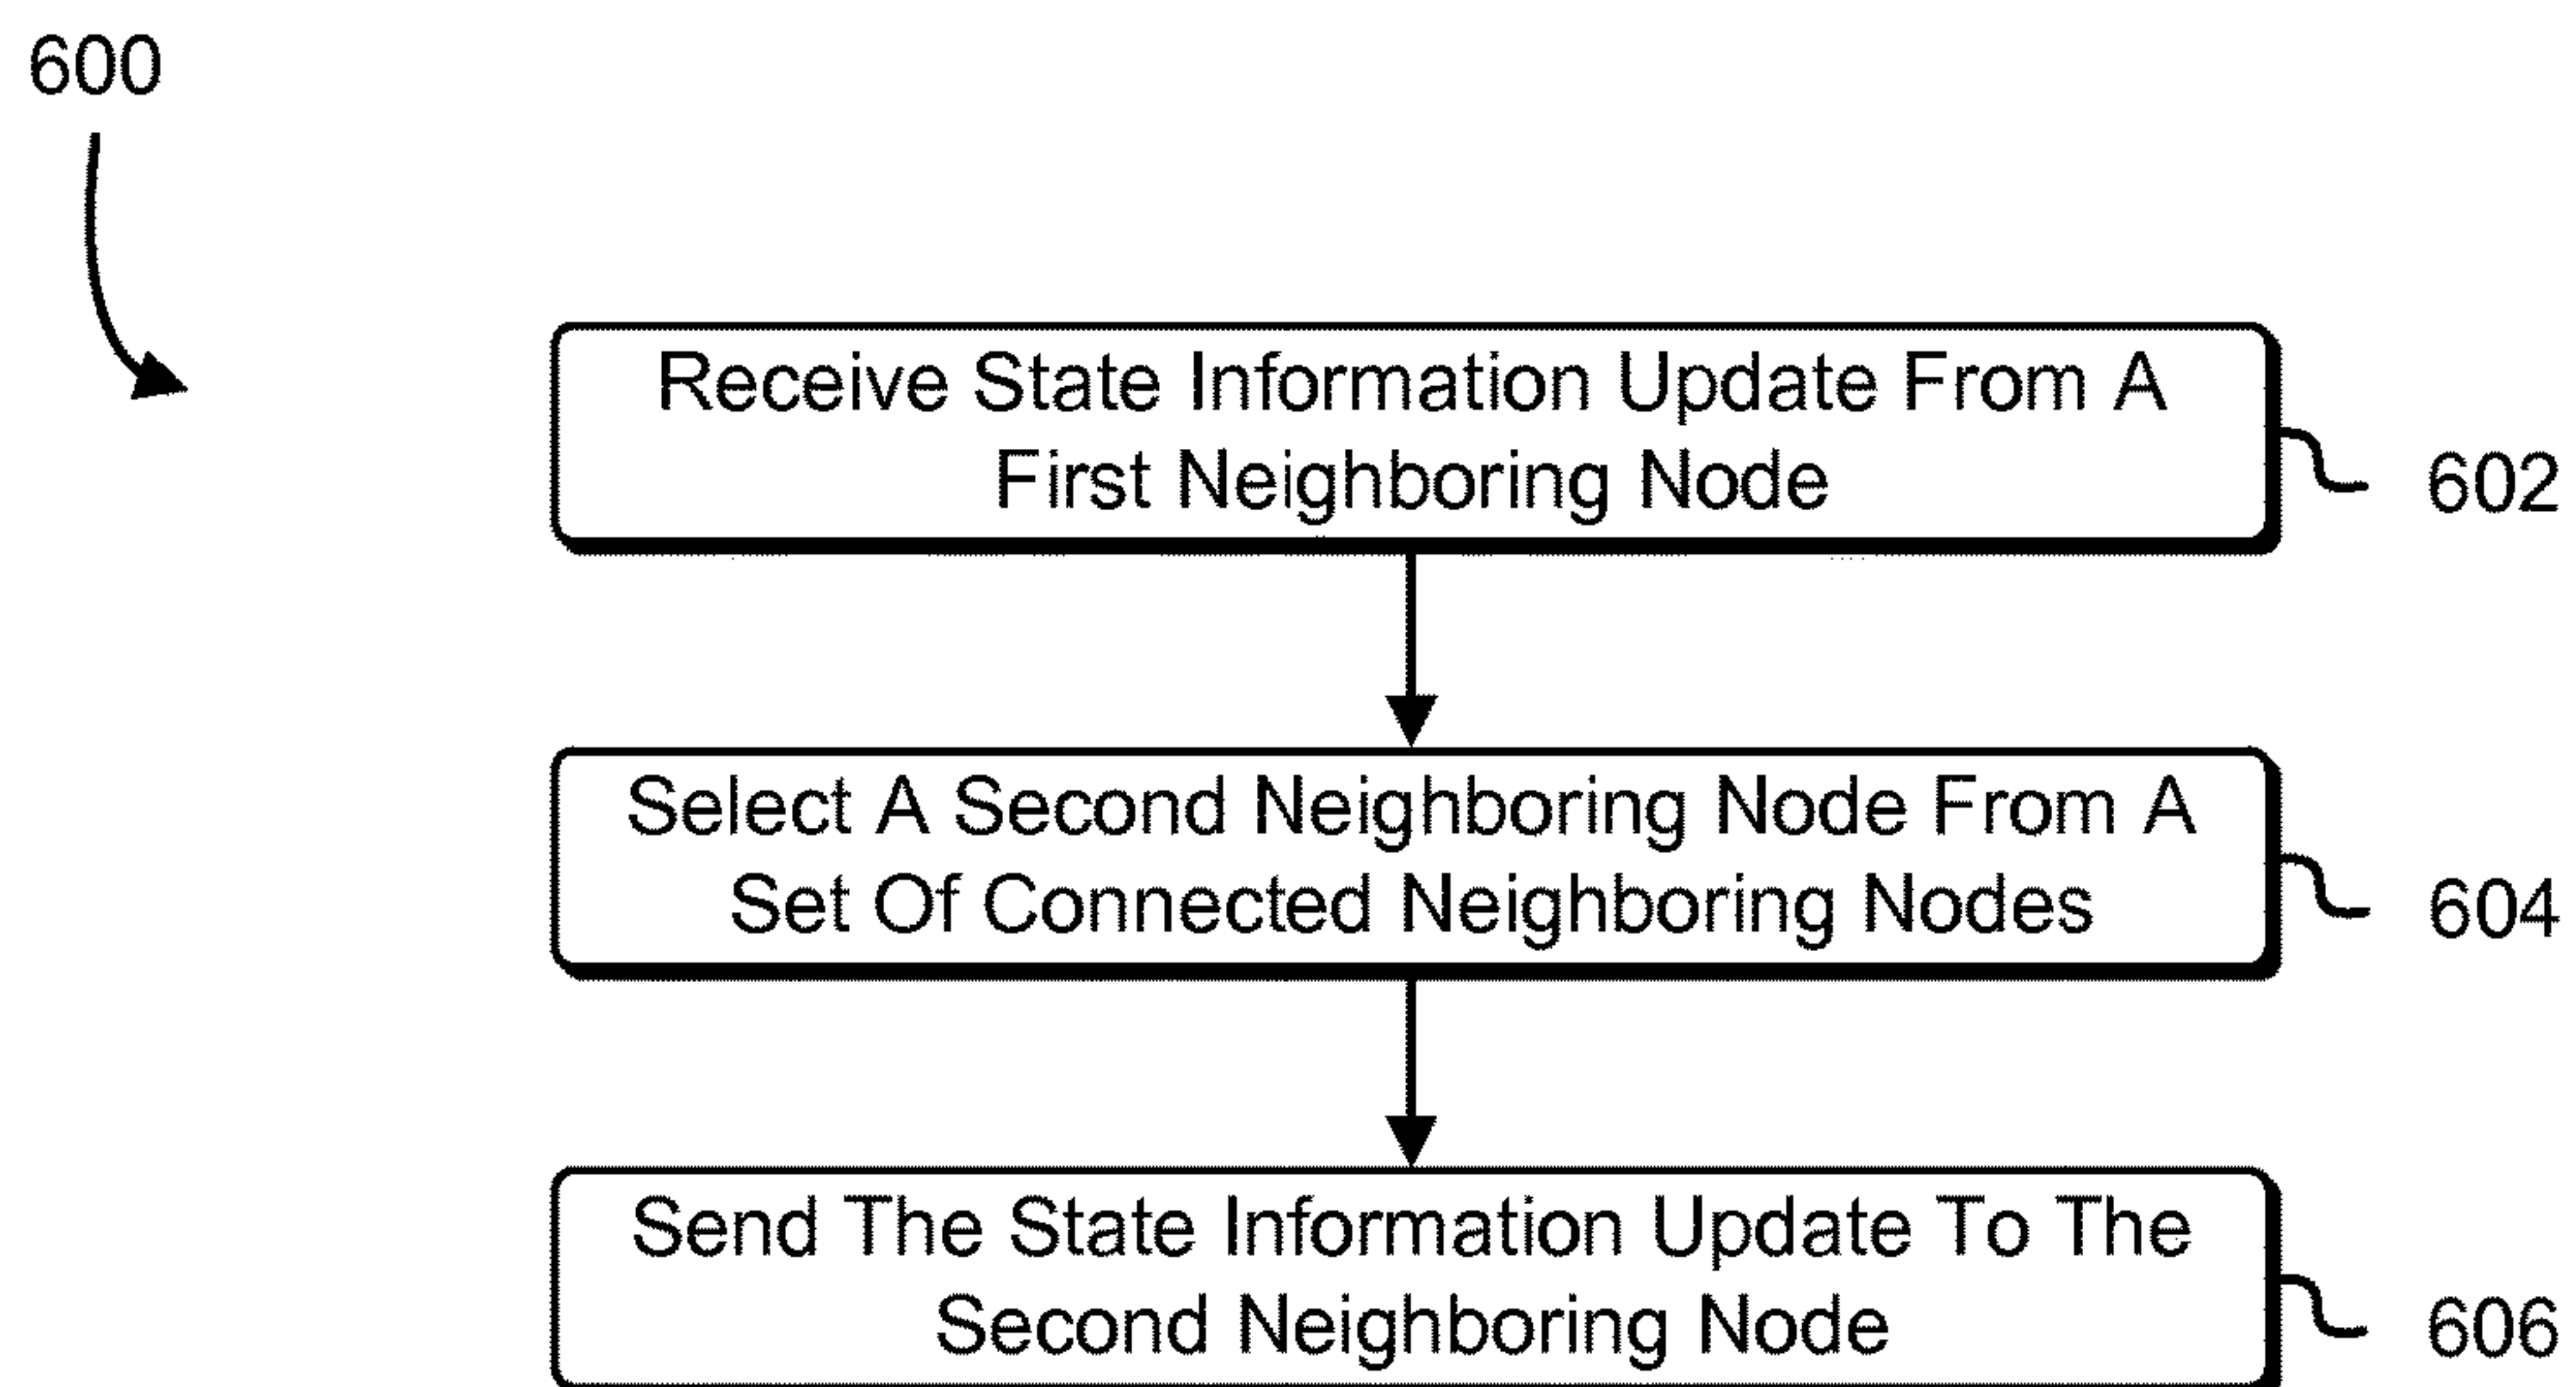 600
Receive State Information Update From A
First Neighboring Node
602
Select A Second Neighboring Node From A
Set Of Connected Neighboring Nodes
604
Send The State Information Update To The
Second Neighboring Node
606